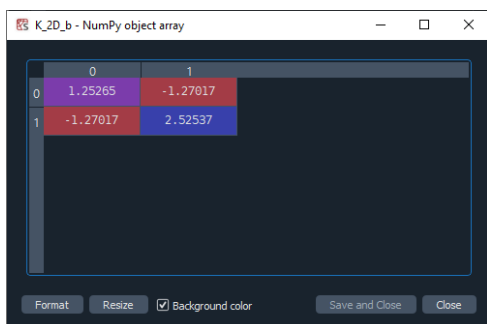 K_2D_b - NumPy object array
0 1
0 1.25265 -1.27017
1 -1.27017 2.52537
Format Resize Background color Save and Close Close